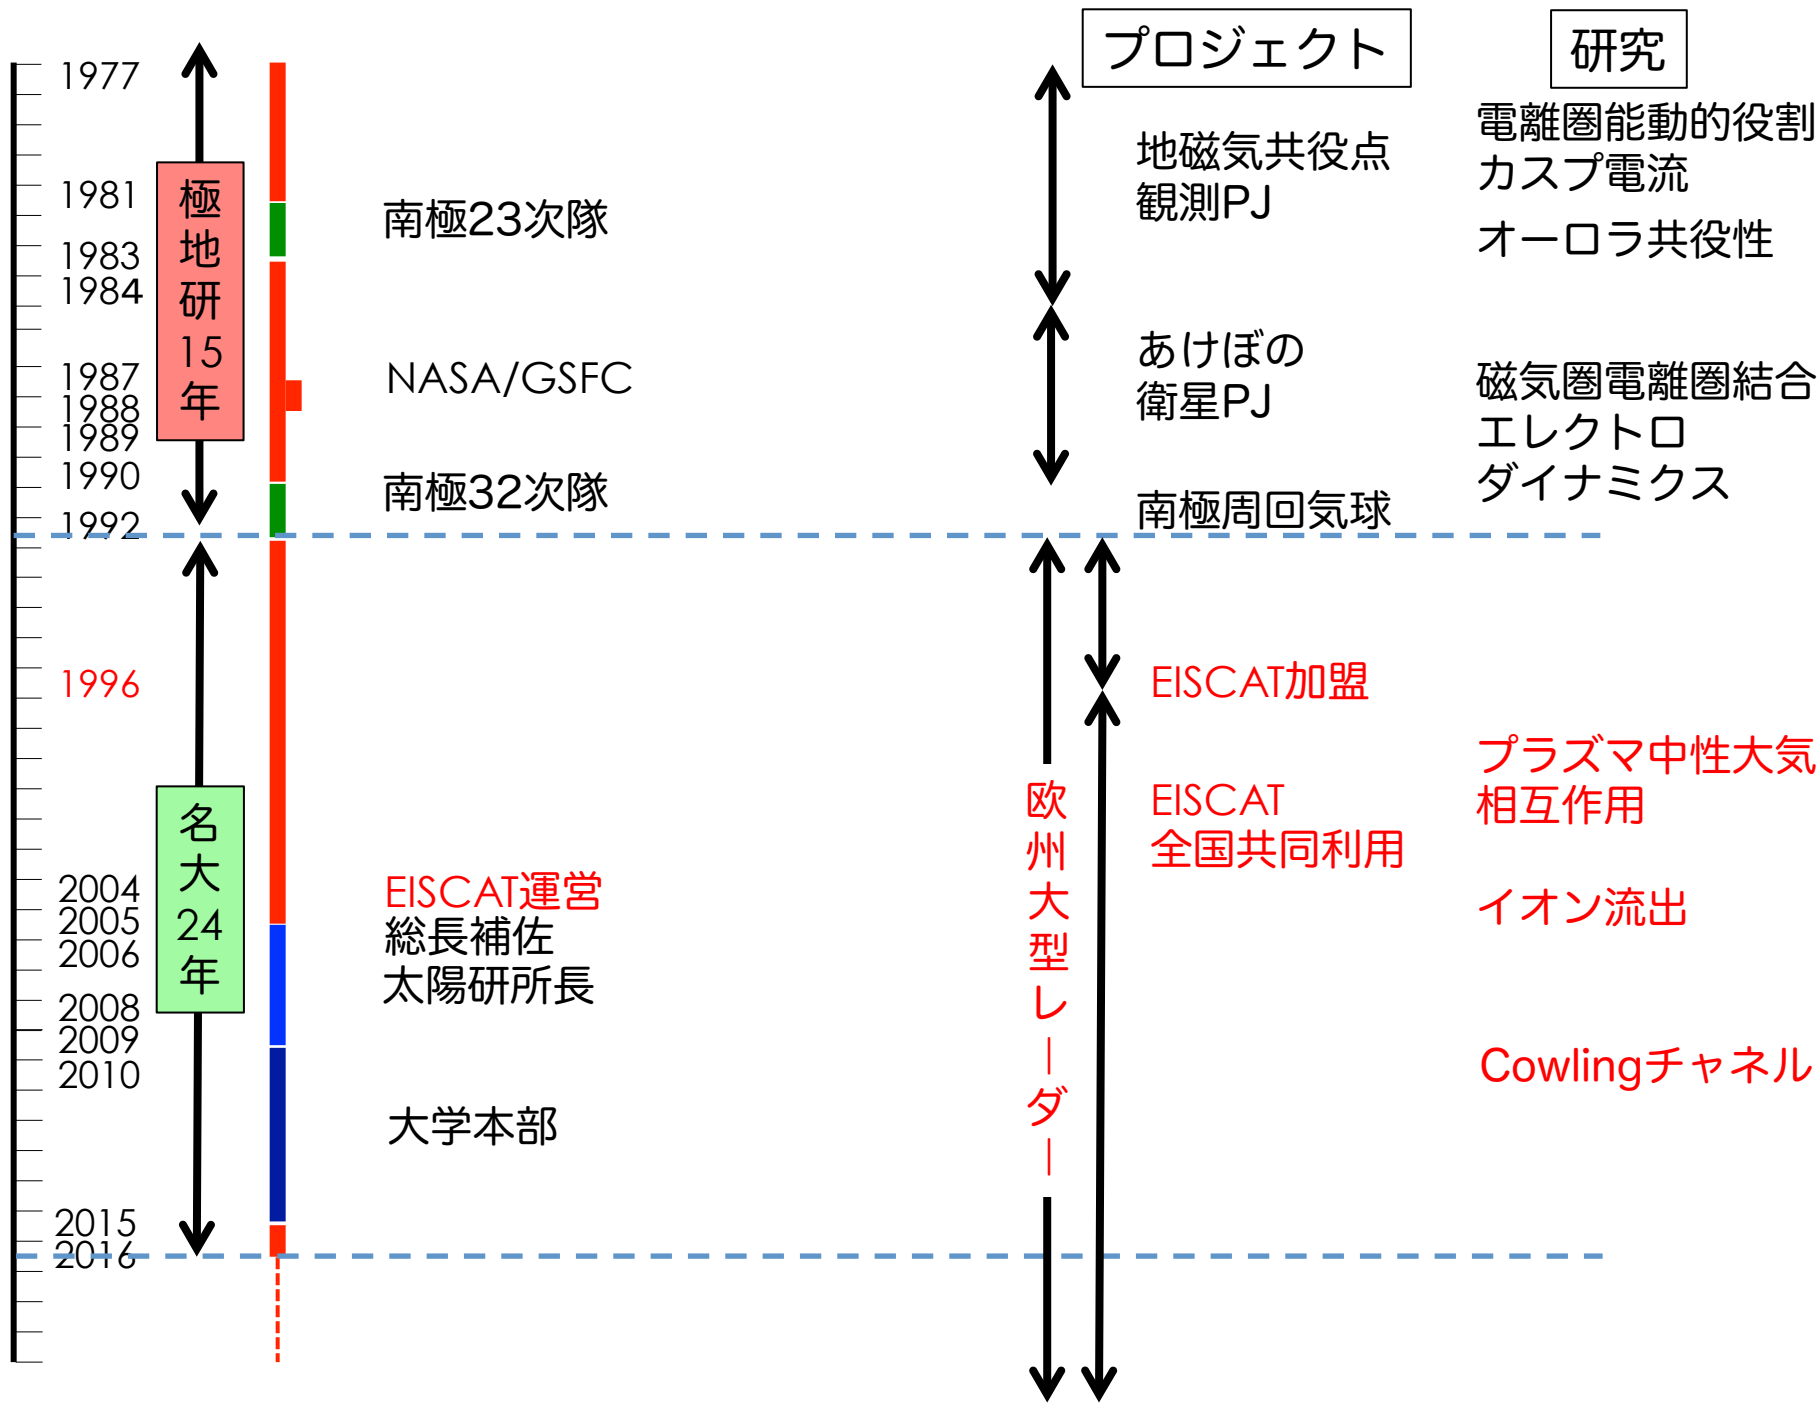 プロジェクト
研究
1977
1981
1983
1984
1987
1988
1989
1990
1992
1996
2004
2005
2006
2008
2009
2010
2015
2016
極地研15年
名大24年
南極23次隊
NASA/GSFC
南極32次隊
EISCAT運営
総長補佐
太陽研所長
大学本部
地磁気共役点
観測PJ
あけぼの
衛星PJ
南極周回気球
欧州大型レーダー
EISCAT加盟
EISCAT
全国共同利用
電離圏能動的役割
カスプ電流
オーロラ共役性
磁気圏電離圏結合
エレクトロ
ダイナミクス
プラズマ中性大気
相互作用
イオン流出
Cowlingチャネル